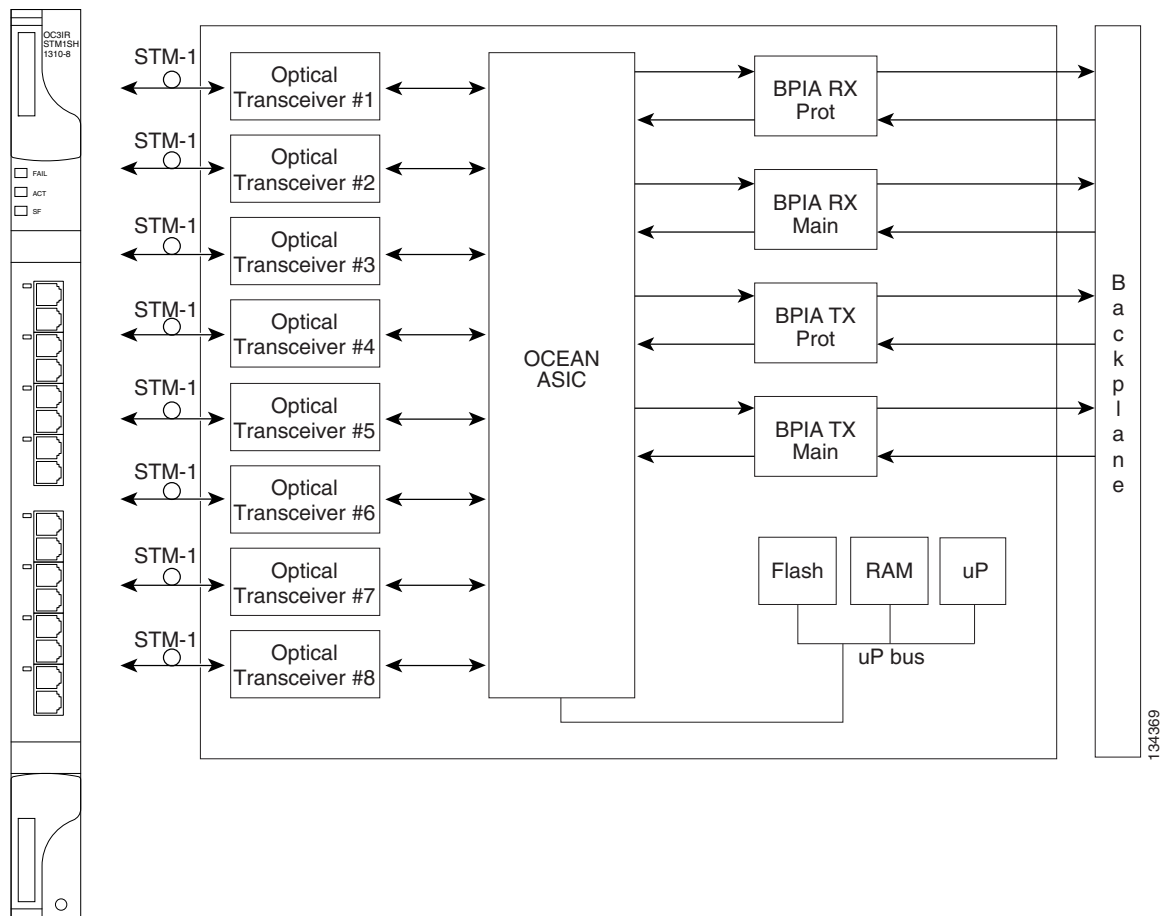 OC3IR
STM1SH
1310-8
FAIL
ACT
SF
STM-1
Optical
Transceiver #1
STM-1
Optical
Transceiver #2
STM-1
Optical
Transceiver #3
STM-1
Optical
Transceiver #4
STM-1
Optical
Transceiver #5
STM-1
Optical
Transceiver #6
STM-1
Optical
Transceiver #7
STM-1
Optical
Transceiver #8
OCEAN
ASIC
BPIA RX
Prot
BPIA RX
Main
BPIA TX
Prot
BPIA TX
Main
Flash
RAM
uP
uP bus
Backplane
134369